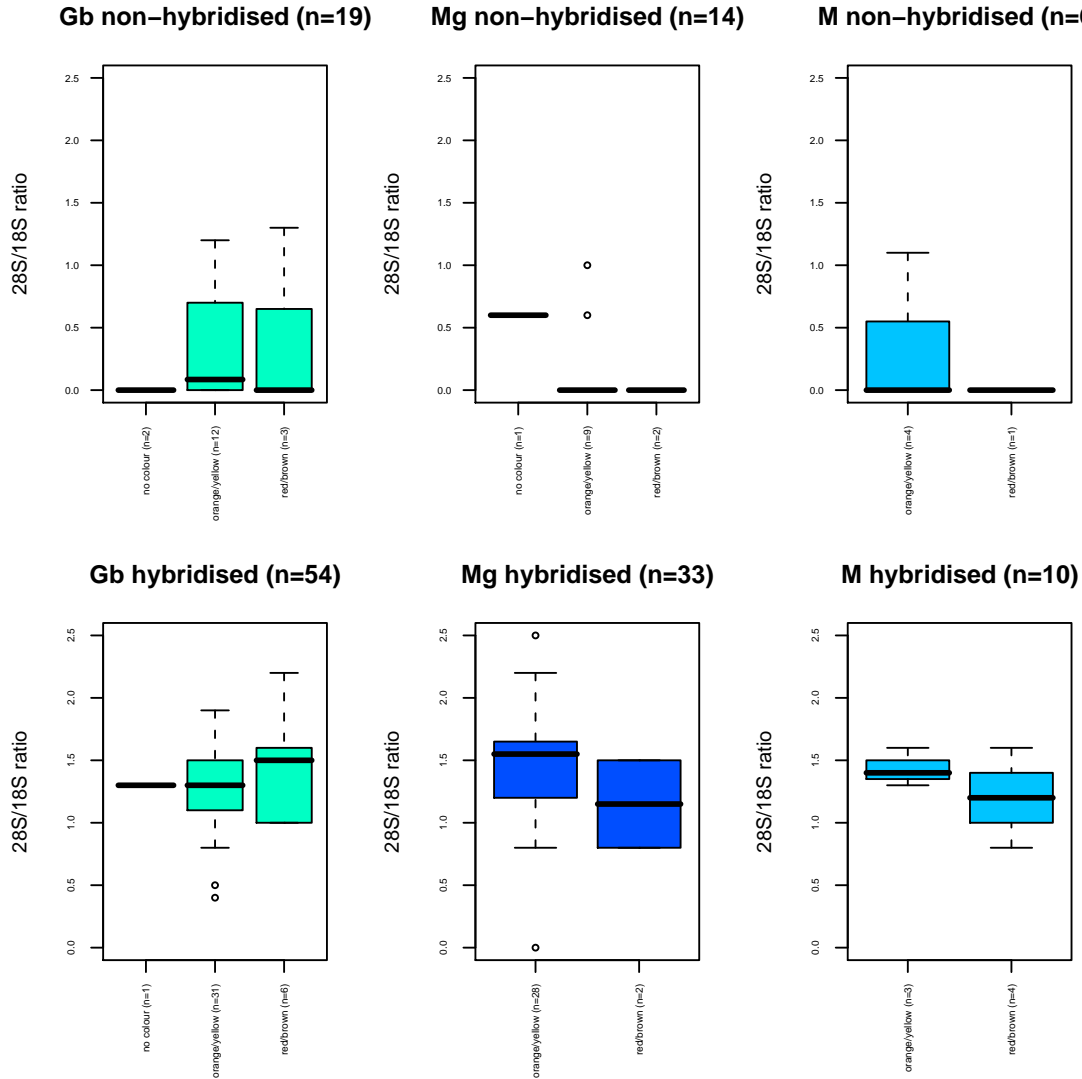 Gb non−hybridised (n=19)
Mg non−hybridised (n=14)
M non−hybridised (n=
28S/18S ratio
2.5
2.0
1.5
1.0
0.5
0.0
no colour (n=2)
orange/yellow (n=12)
red/brown (n=3)
28S/18S ratio
2.5
2.0
1.5
1.0
0.5
0.0
no colour (n=1)
orange/yellow (n=9)
red/brown (n=2)
28S/18S ratio
2.5
2.0
1.5
1.0
0.5
0.0
orange/yellow (n=4)
red/brown (n=1)
Gb hybridised (n=54)
Mg hybridised (n=33)
M hybridised (n=10)
28S/18S ratio
2.5
2.0
1.5
1.0
0.5
0.0
no colour (n=1)
orange/yellow (n=31)
red/brown (n=6)
28S/18S ratio
2.5
2.0
1.5
1.0
0.5
0.0
orange/yellow (n=28)
red/brown (n=2)
28S/18S ratio
2.5
2.0
1.5
1.0
0.5
0.0
orange/yellow (n=3)
red/brown (n=4)